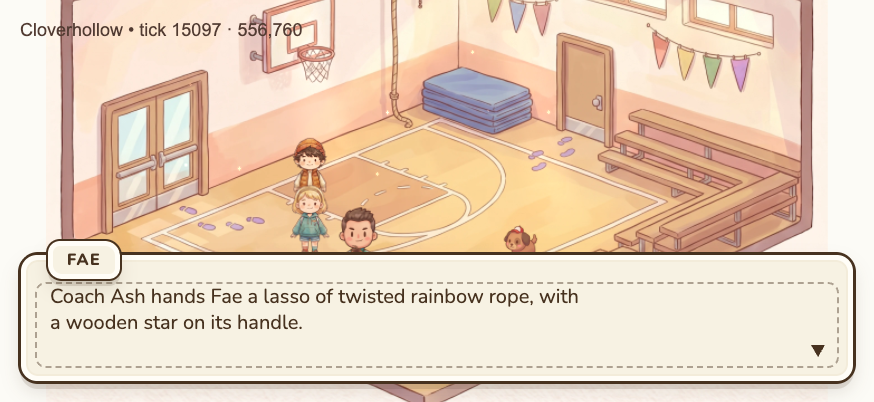 Cloverhollow • tick 15097 · 556,760
FAE
Coach Ash hands Fae a lasso of twisted rainbow rope, with
a wooden star on its handle.